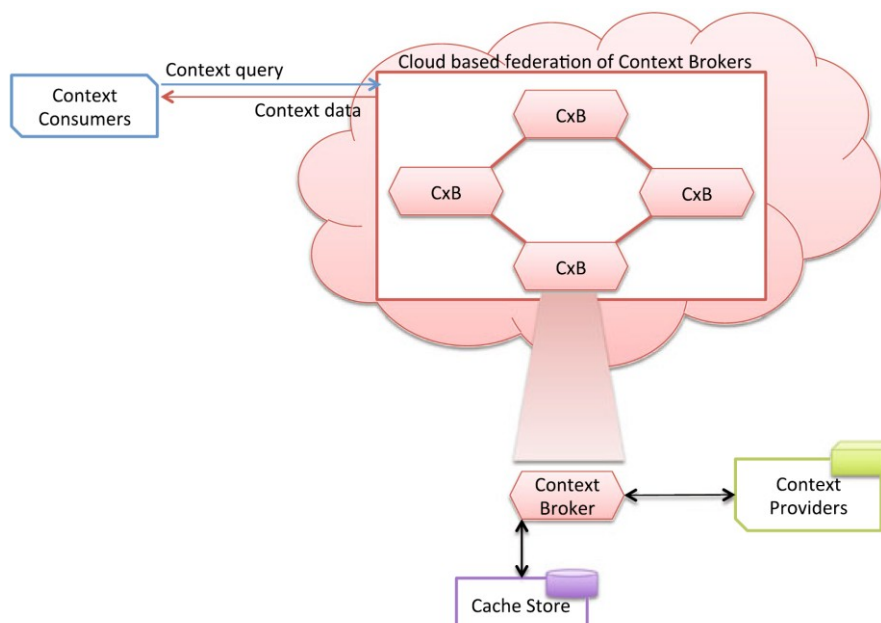 Cloud based federation of Context Brokers
Context query
Context
Consumers
Context data
CxB
CxB
CxB
CxB
Context
Broker
Context
Providers
Cache Store